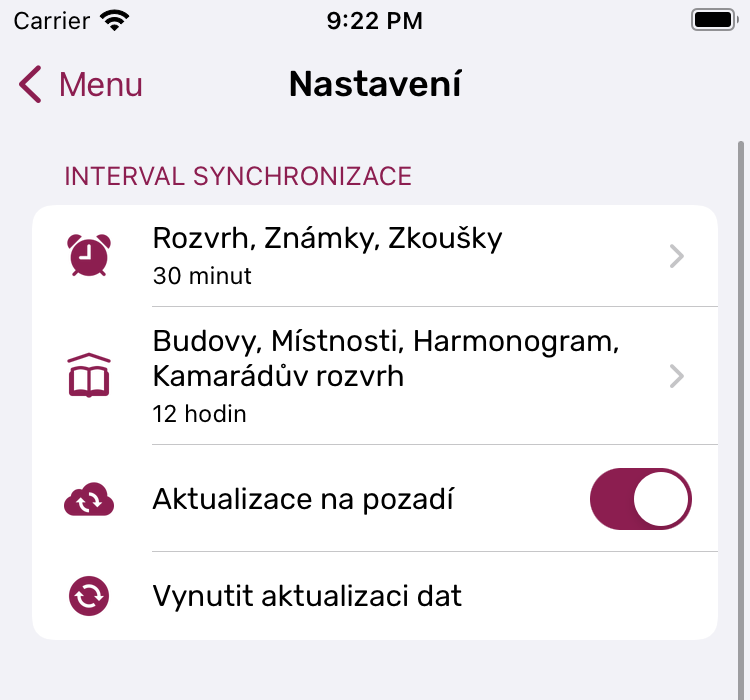 Carrier 9:22 PM
Menu Nastavení
INTERVAL SYNCHRONIZACE
Rozvrh, Známky, Zkoušky
30 minut
Budovy, Místnosti, Harmonogram,
Kamarádův rozvrh
12 hodin
Aktualizace na pozadí
Vynutit aktualizaci dat